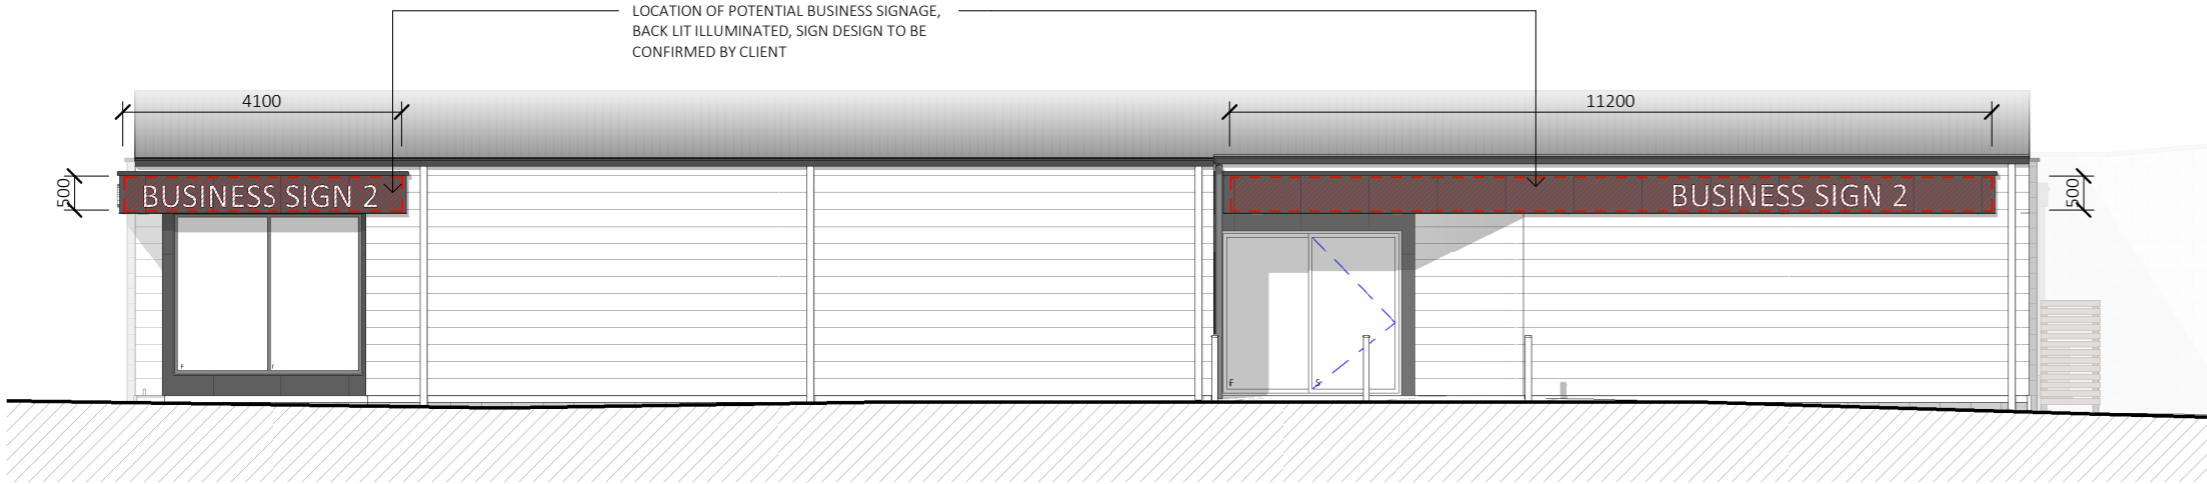 LOCATION OF POTENTIAL BUSINESS SIGNAGE,
BACK LIT ILLUMINATED, SIGN DESIGN TO BE
CONFIRMED BY CLIENT
4100
11200
500
BUSINESS SIGN 2
BUSINESS SIGN 2
500
F
F
F
S